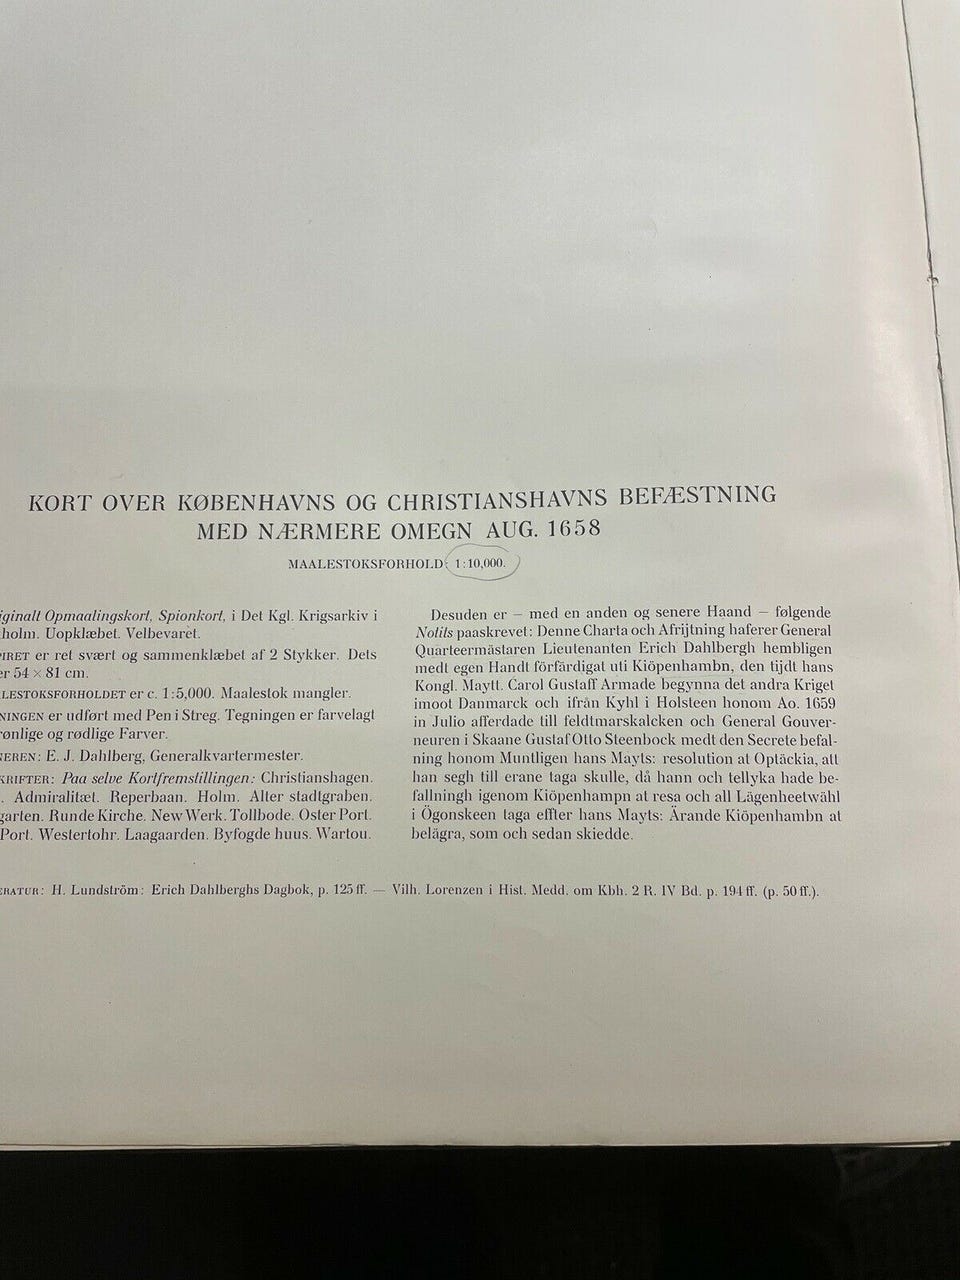 KORT OVER KØBENHAVNS OG CHRISTIANSHAVNS BEFÆSTNING
MED NÆRMERE OMEGN AUG. 1658
MAALESTOKSFORHOLD: 1:10,000.
iginalt Opmaalingskort, Spionkort, i Det Kgl. Krigsarkiv i
holm. Uopklæbet. Velbevaret.
IRET er ret svært og sammenklæbet af 2 Stykker. Dets
er 54 × 81 cm.
LESTOKSFORHOLDET er c. 1:5,000. Maalestok mangler.
NINGEN er udført med Pen i Streg. Tegningen er farvelagt
rønlige og rødlige Farver.
NEREN: E. J. Dahlberg, Generalkvartermester.
KRIFTER: Paa selve Kortfremstillingen: Christianshagen.
. Admiralitæt. Reperbaan. Holm. Alter stadtgraben.
garten. Runde Kirche. New Werk. Tollbode. Oster Port.
Port. Westertohr. Laagaarden. Byfogde huus. Wartou.
Desuden er — med en anden og senere Haand — følgende
Notits paaskrevet: Denne Charta och Afrijtning haferer General
Quarteermästaren Lieutenanten Erich Dahlbergh hembligen
medt egen Handt förfärdigat uti Kiöpenhambn, den tijdt hans
Kongl. Maytt. Carol Gustaff Armade begynna det andra Kriget
imoot Danmarck och ifrån Kyhl i Holsteen honom Ao. 1659
in Julio afferdade till feldtmarskalcken och General Gouver-
neuren i Skaane Gustaf Otto Steenbock medt den Secrete befal-
ning honom Muntligen hans Mayts: resolution at Optäckia, att
han segh till erane taga skulle, då hann och tellyka hade be-
fallningh igenom Kiöpenhampn at resa och all Lägenheetwähl
i Ögonskeen taga effter hans Mayts: Ärande Kiöpenhambn at
belägra, som och sedan skiedde.
ERATUR: H. Lundström: Erich Dahlberghs Dagbok, p. 125 ff. — Vilh. Lorenzen i Hist. Medd. om Kbh. 2 R. IV Bd. p. 194 ff. (p. 50 ff.).